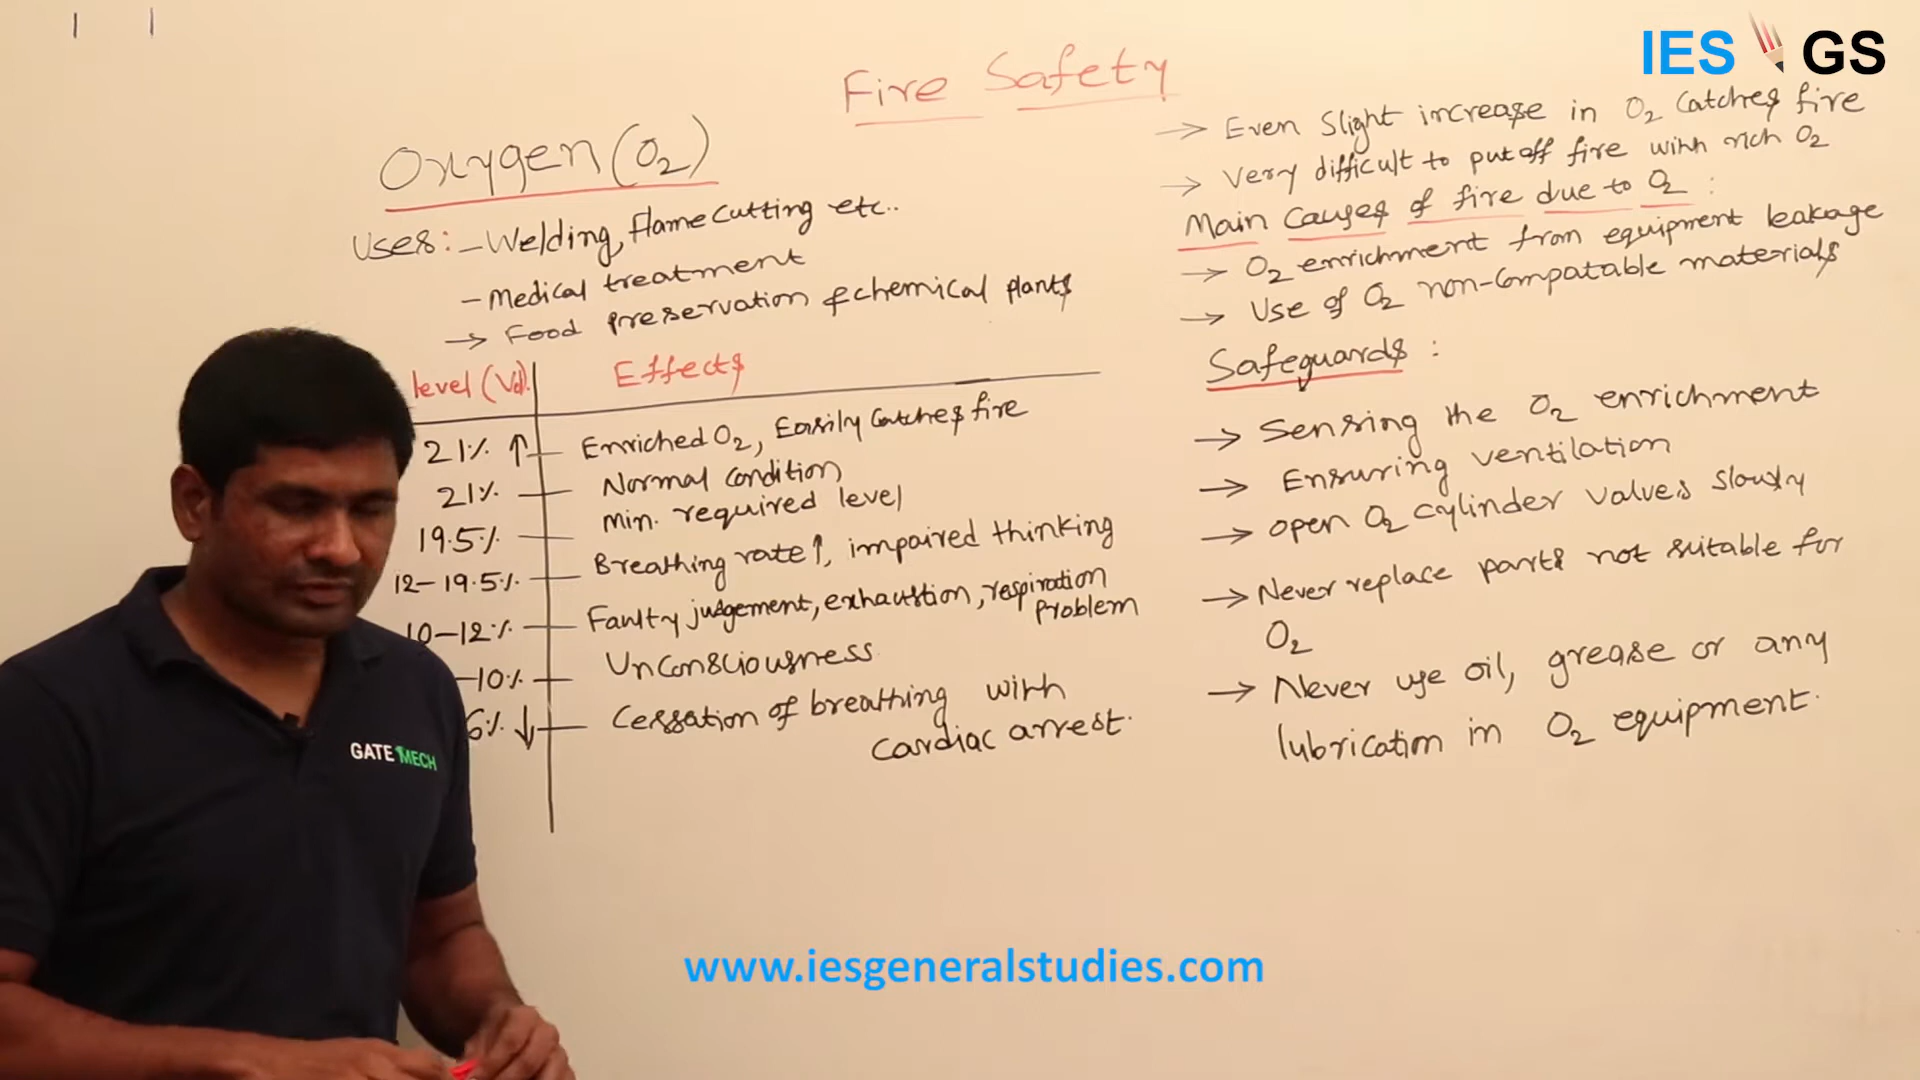 IES GS
Fire Safety
Oxygen (O2)
Uses: - Welding, Flame Cutting etc..
- Medical treatment
→ Food preservation & chemical plants
level (Vol). Effects
21% ↑ Enriched O2, Easily Catches fire
21% Normal condition
19.5% min. required level
12-19.5% Breathing rate↑, impaired thinking
10-12% Faulty judgement, exhaustion, respiration problem
-10% Unconsciousness
6% ↓ Cessation of breathing with
cardiac arrest.
→ Even Slight increase in O2 Catches fire
→ Very difficult to put off fire with rich O2
Main Causes of fire due to O2 :
→ O2 enrichment from equipment leakage
→ Use of O2 non-compatable materials
Safeguards :
→ Sensing the O2 enrichment
→ Ensuring ventilation
→ open O2 cylinder valves slowly
→ Never replace parts not suitable for
O2
→ Never use oil, grease or any
lubrication in O2 equipment.
GATE MECH
www.iesgeneralstudies.com